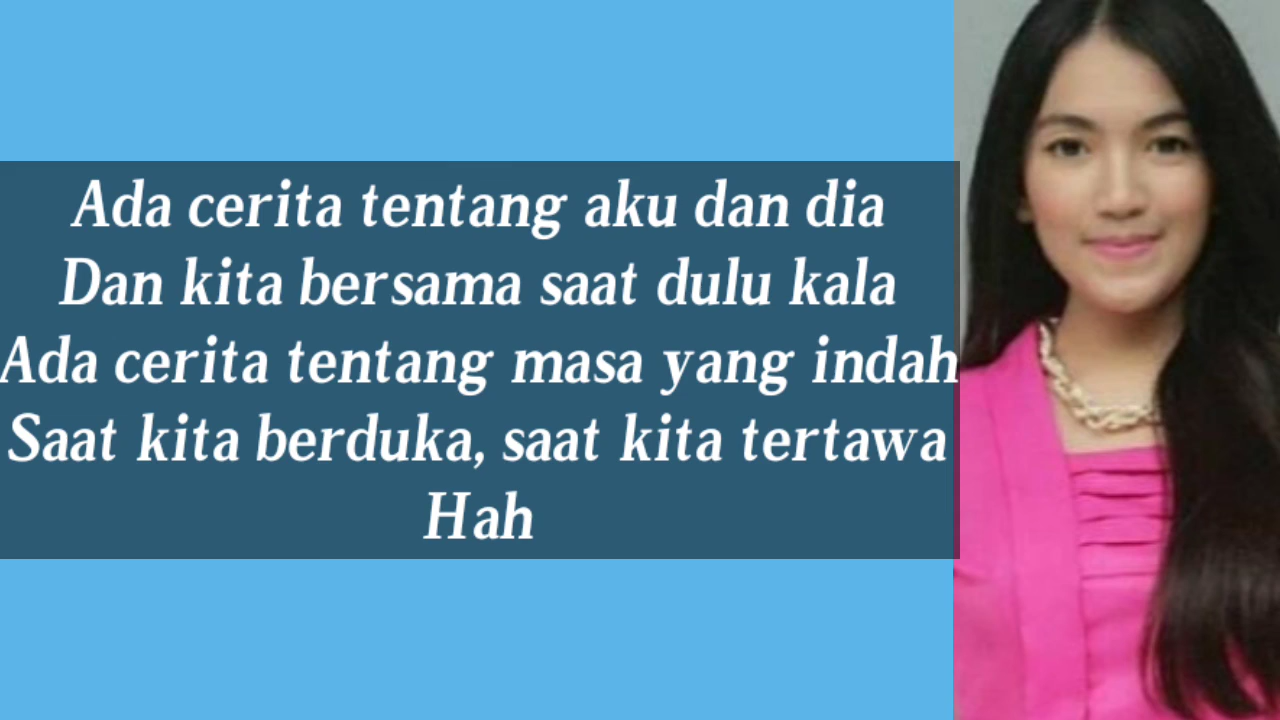 Ada cerita tentang aku dan dia
Dan kita bersama saat dulu kala
Ada cerita tentang masa yang indah
Saat kita berduka, saat kita tertawa
Hah